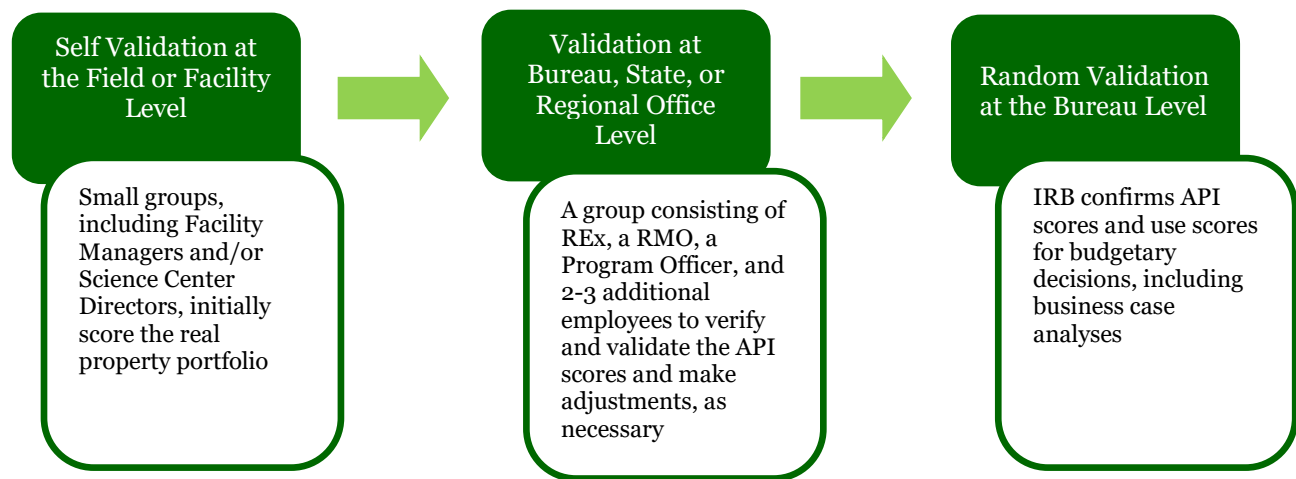 Self Validation at
the Field or Facility
Level
Small groups,
including Facility
Managers and/or
Science Center
Directors, initially
score the real
property portfolio
Validation at
Bureau, State, or
Regional Office
Level
A group consisting of
REx, a RMO, a
Program Officer, and
2-3 additional
employees to verify
and validate the API
scores and make
adjustments, as
necessary
Random Validation
at the Bureau Level
IRB confirms API
scores and use scores
for budgetary
decisions, including
business case
analyses